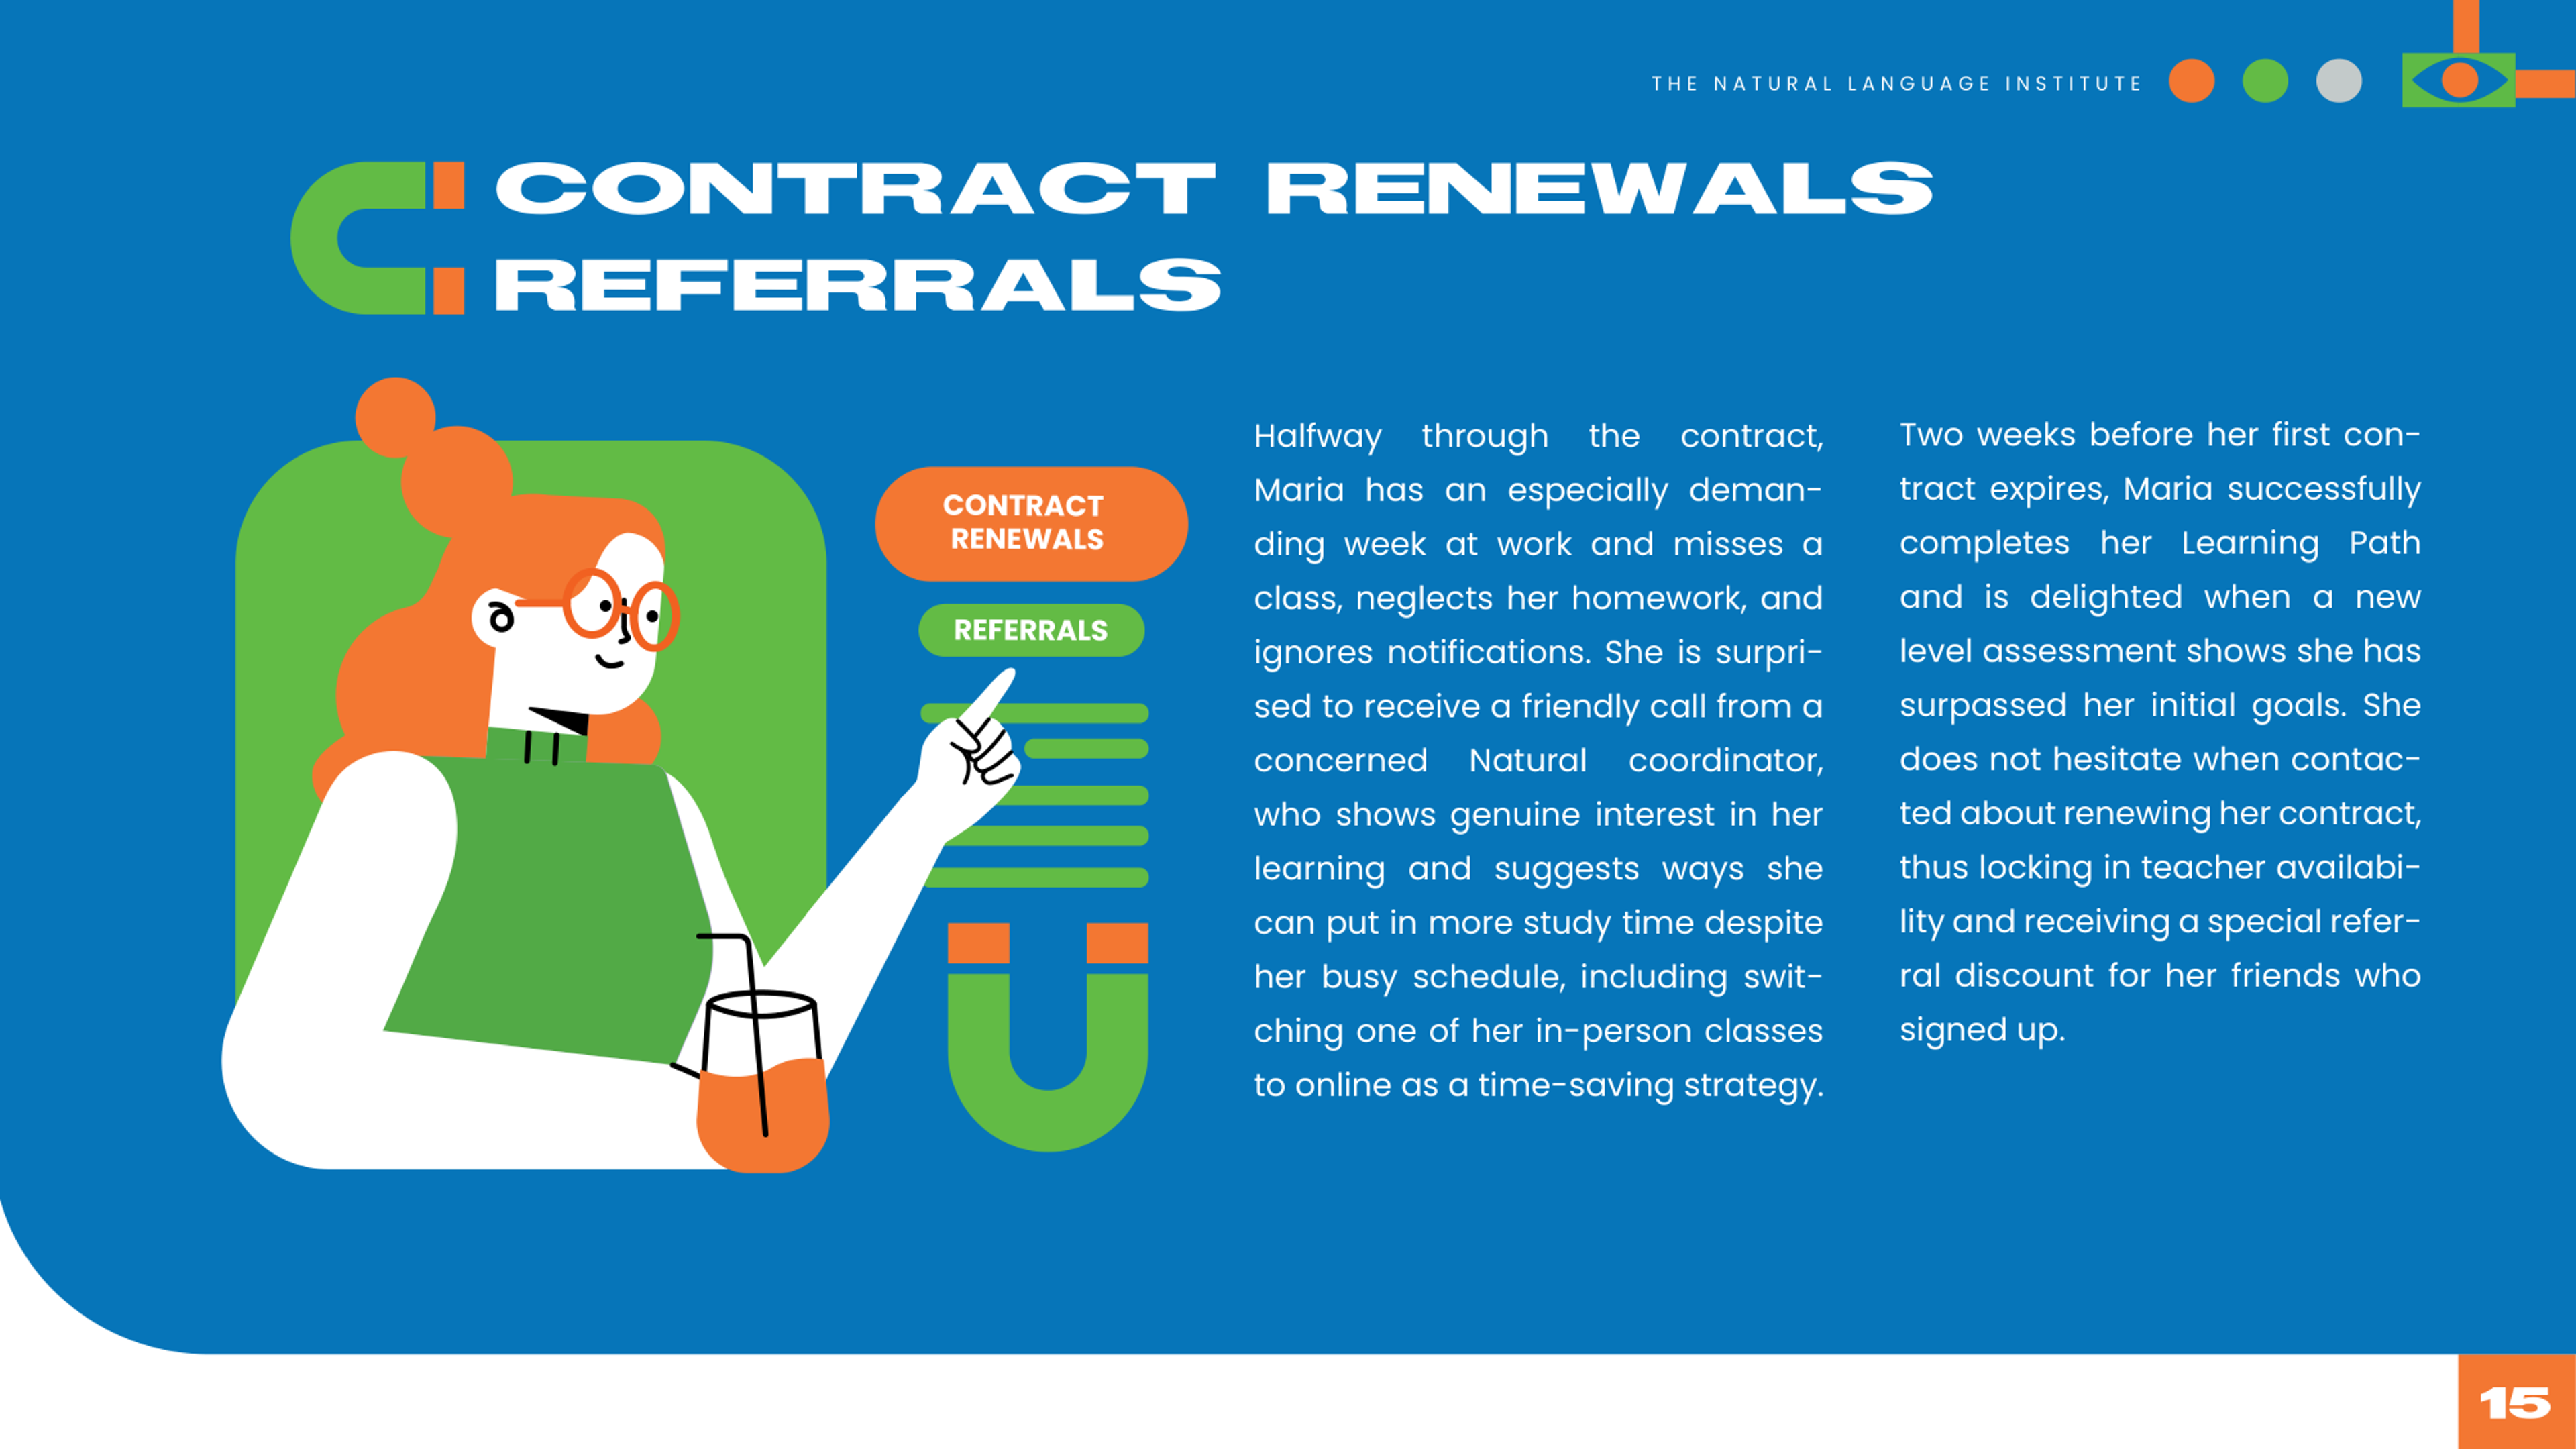 THE NATURAL LANGUAGE INSTITUTE
CONTRACT RENEWALS
REFERRALS
CONTRACT
RENEWALS
REFERRALS
Halfway through the contract,
Maria has an especially deman-
ding week at work and misses a
class, neglects her homework, and
ignores notifications. She is surpri-
sed to receive a friendly call from a
concerned Natural coordinator,
who shows genuine interest in her
learning and suggests ways she
can put in more study time despite
her busy schedule, including swit-
ching one of her in-person classes
to online as a time-saving strategy.
Two weeks before her first con-
tract expires, Maria successfully
completes her Learning Path
and is delighted when a new
level assessment shows she has
surpassed her initial goals. She
does not hesitate when contac-
ted about renewing her contract,
thus locking in teacher availabi-
lity and receiving a special refer-
ral discount for her friends who
signed up.
15